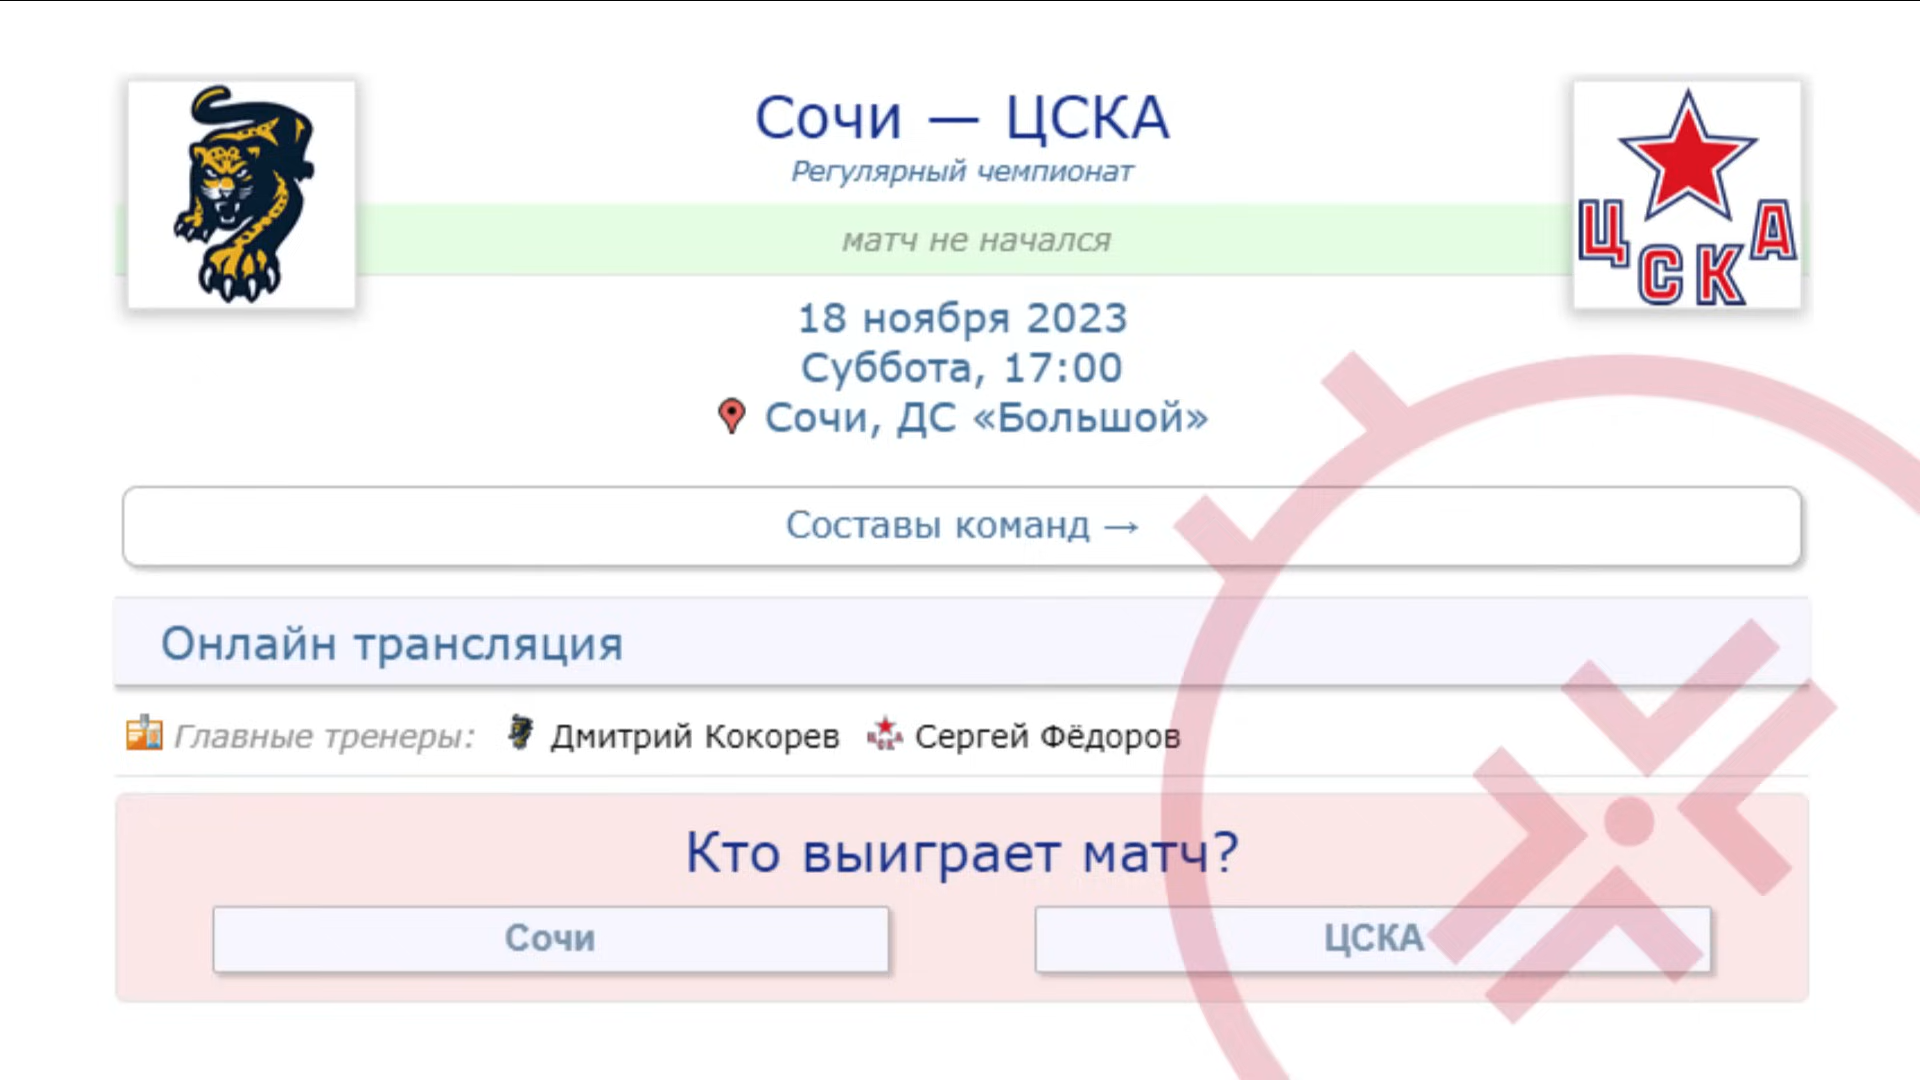 Сочи — ЦСКА
Регулярный чемпионат
матч не начался
ЦСКА
18 ноября 2023
Суббота, 17:00
Сочи, ДС «Большой»
Составы команд →
Онлайн трансляция
Главные тренеры: Дмитрий Кокорев ЦСКА Сергей Фёдоров
Кто выиграет матч?
Сочи ЦСКА